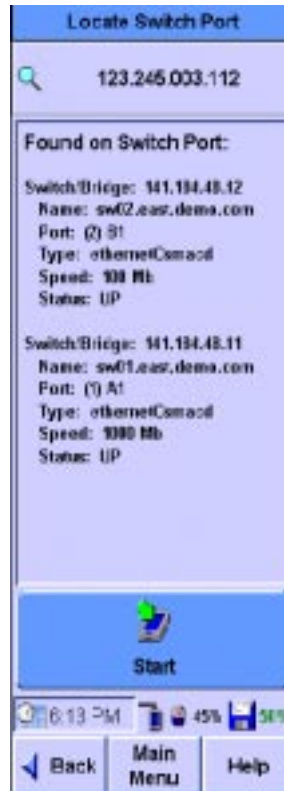 Locate Switch Port
123.245.003.112
Found on Switch Port:
Switch/Bridge: 141.184.48.12
Name: sw02.east.demo.com
Port: (2) B1
Type: ethernetCsmacd
Speed: 100 Mb
Status: UP
Switch/Bridge: 141.184.48.11
Name: sw01.east.demo.com
Port: (1) A1
Type: ethernetCsmacd
Speed: 1000 Mb
Status: UP
Start
6:13 PM 45%
Back Main Menu Help